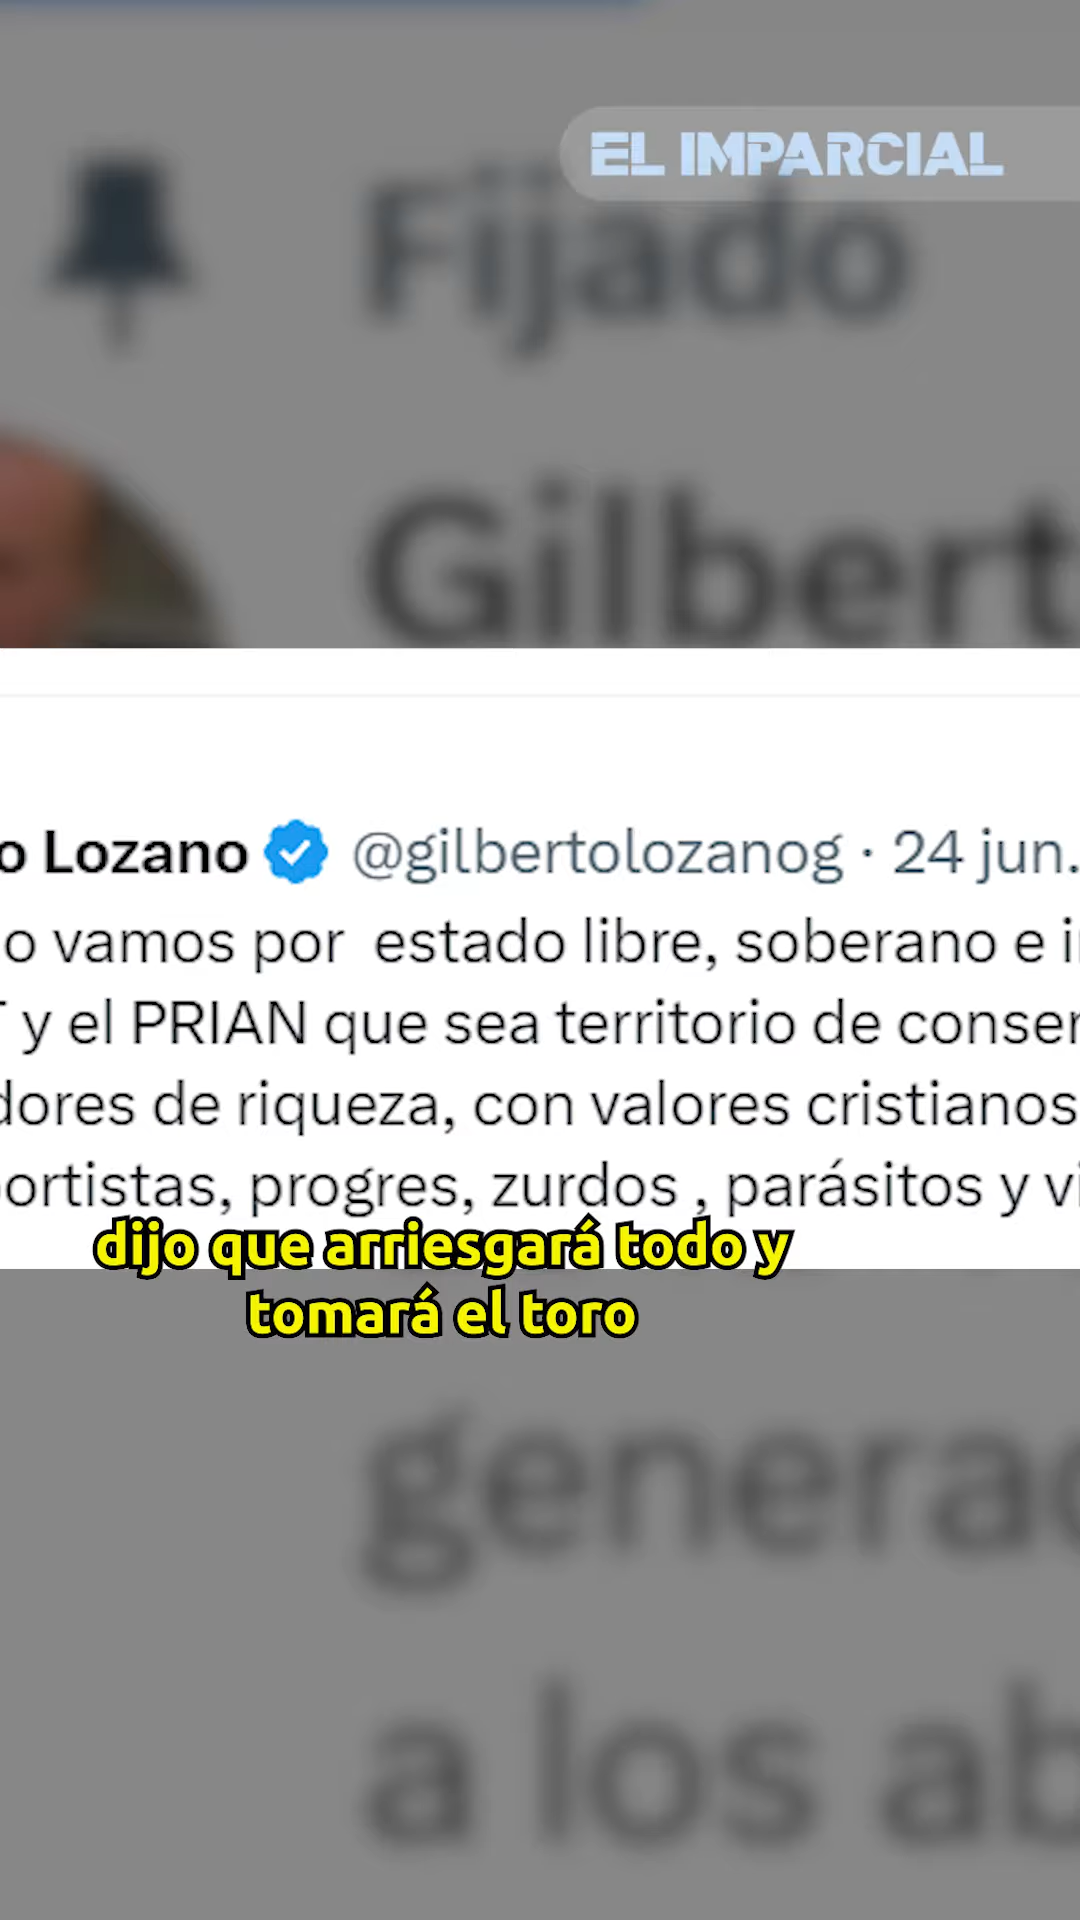 EL IMPARCIAL
Fijado
Gilbert
o Lozano @gilbertolozanog · 24 jun.
o vamos por estado libre, soberano e i
y el PRIAN que sea territorio de conser
dores de riqueza, con valores cristianos
ortistas, progres, zurdos , parásitos y vi
dijo que arriesgará todo y
tomará el toro
genera
a los ab